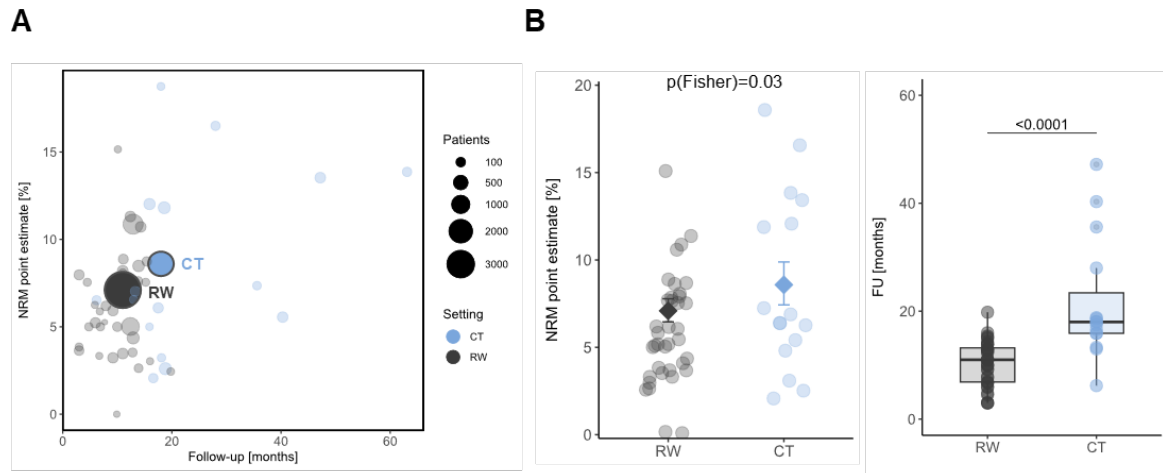 A
NRM point estimate [%]
15
10
5
0
0
20
40
60
Follow-up [months]
CT
RW
Patients
100
500
1000
2000
3000
Setting
CT
RW
B
p(Fisher)=0.03
NRM point estimate [%]
20
15
10
5
0
RW
CT
<0.0001
FU [months]
60
40
20
0
RW
CT